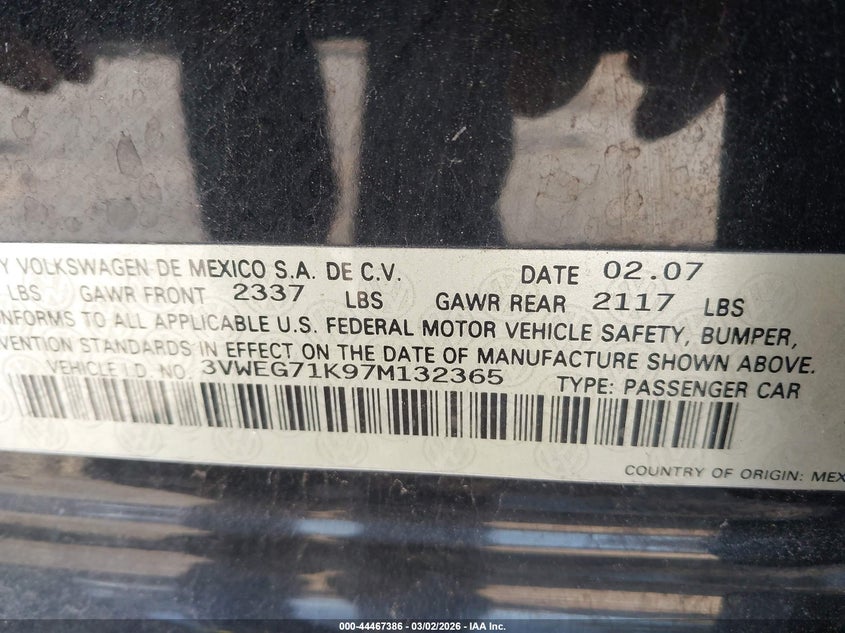 Y VOLKSWAGEN DE MEXICO S.A. DE C.V. DATE 02.07
LBS GAWR FRONT 2337 LBS GAWR REAR 2117 LBS
NFORMS TO ALL APPLICABLE U.S. FEDERAL MOTOR VEHICLE SAFETY, BUMPER,
VENTION STANDARDS IN EFFECT ON THE DATE OF MANUFACTURE SHOWN ABOVE.
VEHICLE I.D. NO. 3VWEG71K97M132365 TYPE: PASSENGER CAR
COUNTRY OF ORIGIN: MEX
000-44467386 - 03/02/2026 - IAA Inc.